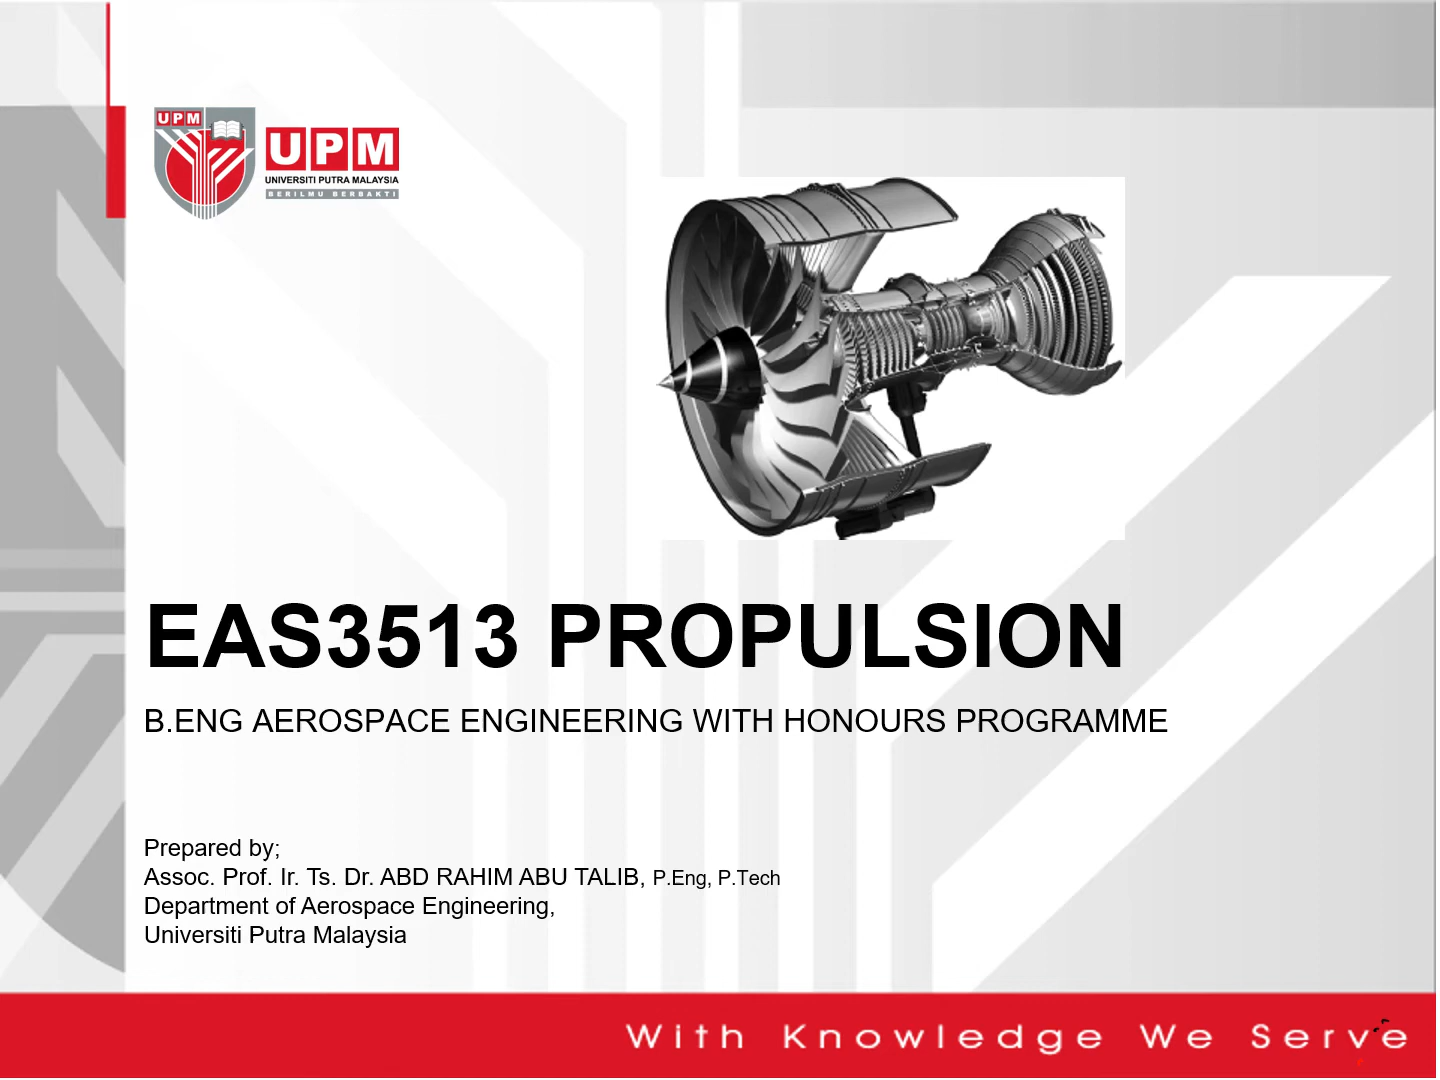 UPM
UPM
UNIVERSITI PUTRA MALAYSIA
BERILMU BERBAKTI
EAS3513 PROPULSION
B.ENG AEROSPACE ENGINEERING WITH HONOURS PROGRAMME
Prepared by;
Assoc. Prof. Ir. Ts. Dr. ABD RAHIM ABU TALIB, P.Eng, P.Tech
Department of Aerospace Engineering,
Universiti Putra Malaysia
With Knowledge We Serve